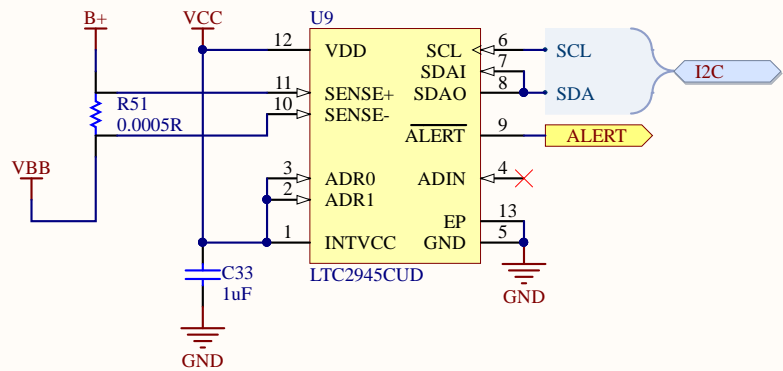 B+
VCC
U9
12
VDD
SCL
6
SCL
SDAI
7
I2C
11
SENSE+
SDAO
8
SDA
R51
10
SENSE-
0.0005R
ALERT
9
ALERT
VBB
3
ADR0
ADIN
4
2
ADR1
EP
13
1
INTVCC
GND
5
C33
LTC2945CUD
1uF
GND
GND